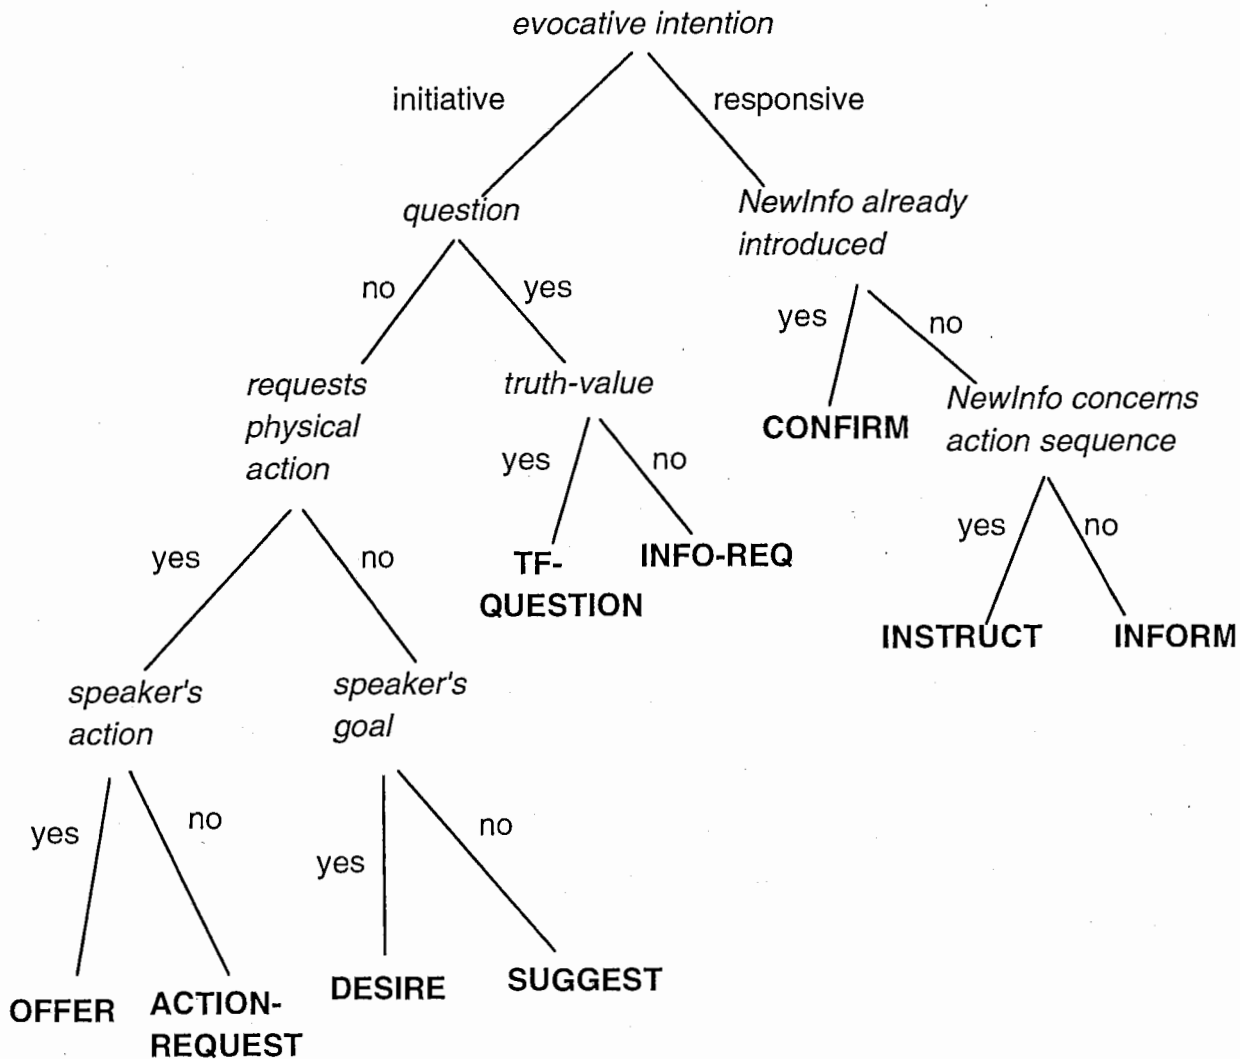 evocative intention
initiative
responsive
question
NewInfo already
introduced
no
yes
yes
no
requests
physical
action
truth-value
CONFIRM
NewInfo concerns
action sequence
yes
no
yes
no
TF-
QUESTION
INFO-REQ
yes
no
INSTRUCT
INFORM
speaker's
action
speaker's
goal
yes
no
yes
no
OFFER
ACTION-
REQUEST
DESIRE
SUGGEST